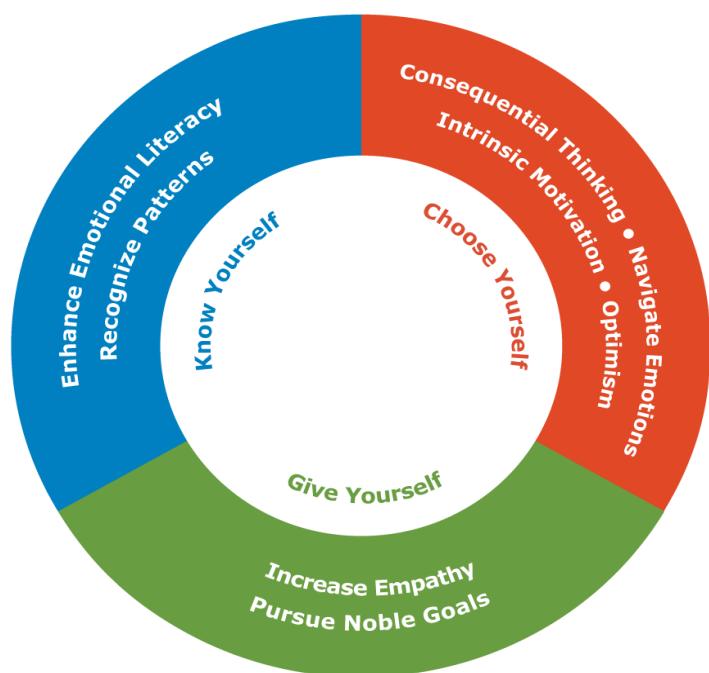 Enhance Emotional Literacy
Recognize Patterns
Know Yourself
Consequential Thinking • Navigate Emotions
Intrinsic Motivation • Optimism
Choose Yourself
Give Yourself
Increase Empathy
Pursue Noble Goals